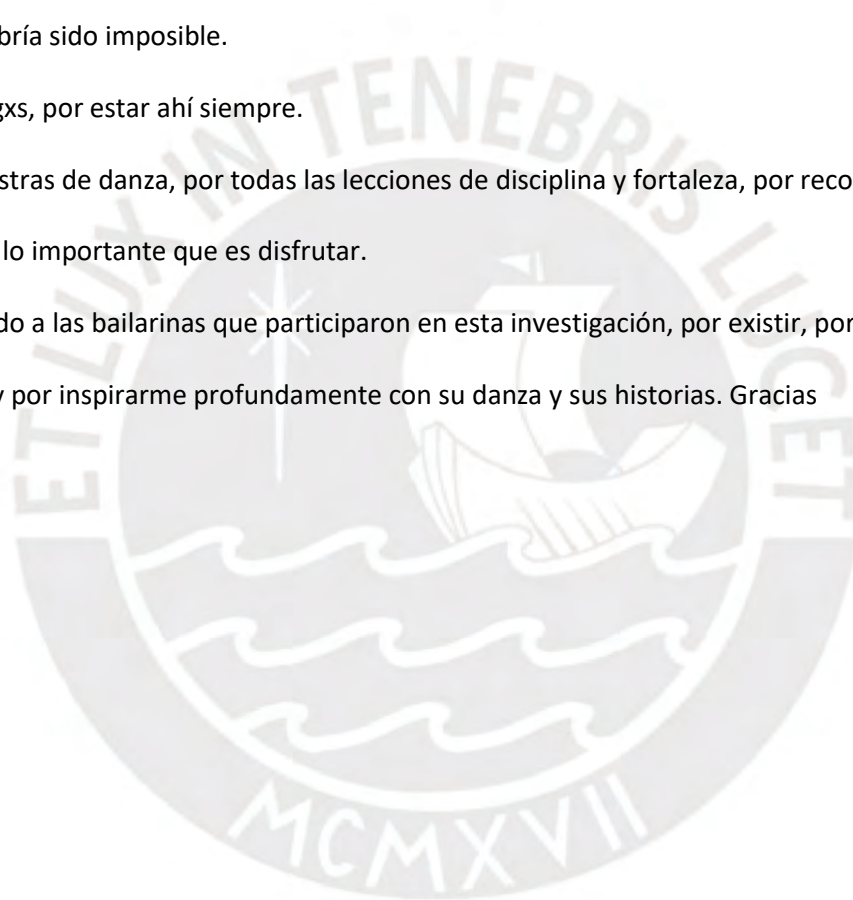 bría sido imposible.
gxs, por estar ahí siempre.
stras de danza, por todas las lecciones de disciplina y fortaleza, por reco
lo importante que es disfrutar.
do a las bailarinas que participaron en esta investigación, por existir, por
y por inspirarme profundamente con su danza y sus historias. Gracias
ET LUX IN TENEBRIS LUCET
MCMXVII